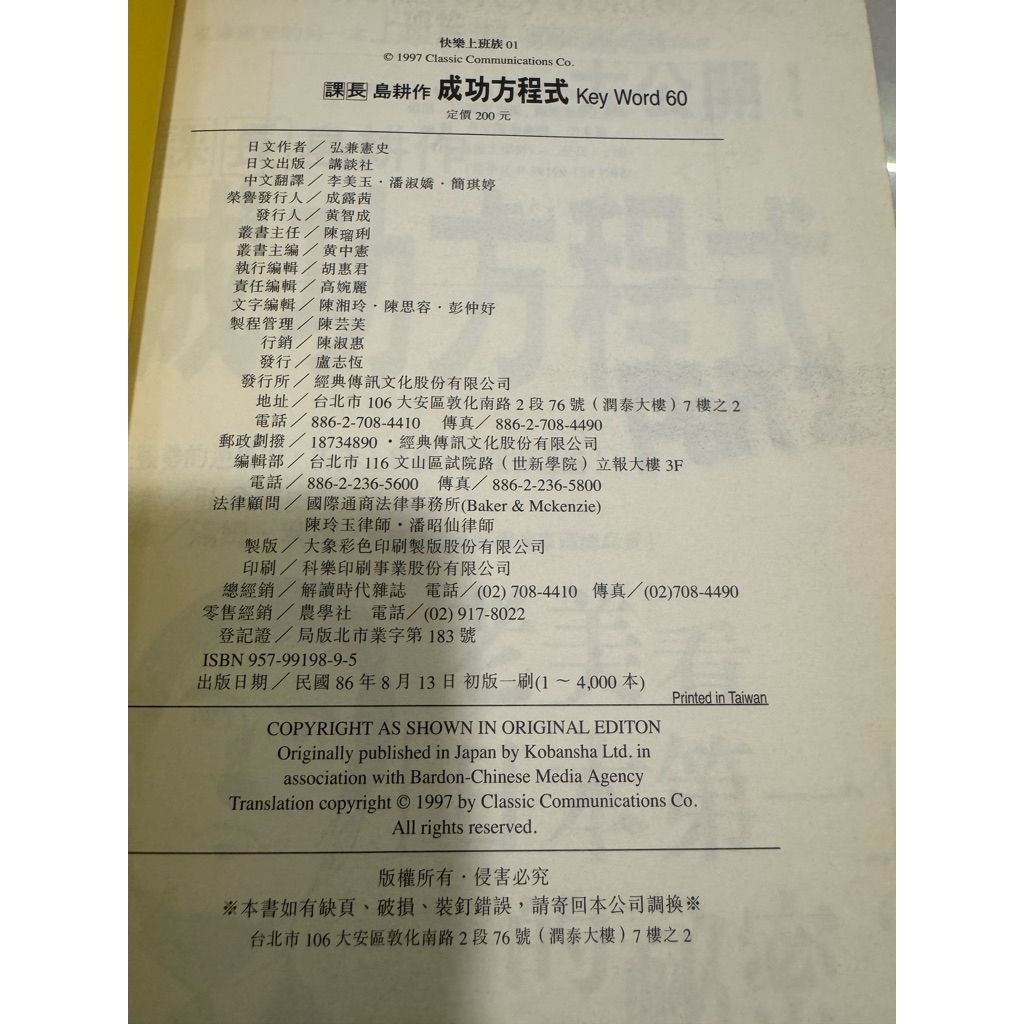 快樂上班族 01
© 1997 Classic Communications Co.
課長 島耕作 成功方程式 Key Word 60
定價 200 元
日文作者／弘兼憲史
日文出版／講談社
中文翻譯／李美玉・潘淑嬌・簡琪婷
榮譽發行人／成露茜
發行人／黃智成
叢書主任／陳瑠琍
叢書主編／黃中憲
執行編輯／胡惠君
責任編輯／高婉麗
文字編輯／陳湘玲・陳思容・彭仲妤
製程管理／陳芸芙
行銷／陳淑惠
發行／盧志恆
發行所／經典傳訊文化股份有限公司
地址／台北市 106 大安區敦化南路 2 段 76 號（潤泰大樓）7 樓之 2
電話／886-2-708-4410 傳真／886-2-708-4490
郵政劃撥／18734890・經典傳訊文化股份有限公司
編輯部／台北市 116 文山區試院路（世新學院）立報大樓 3F
電話／886-2-236-5600 傳真／886-2-236-5800
法律顧問／國際通商法律事務所(Baker & Mckenzie)
陳玲玉律師・潘昭仙律師
製版／大象彩色印刷製版股份有限公司
印刷／科樂印刷事業股份有限公司
總經銷／解讀時代雜誌 電話／(02) 708-4410 傳真／(02)708-4490
零售經銷／農學社 電話／(02) 917-8022
登記證／局版北市業字第 183 號
ISBN 957-99198-9-5
出版日期／民國 86 年 8 月 13 日 初版一刷(1 ～ 4,000 本)
Printed in Taiwan
COPYRIGHT AS SHOWN IN ORIGINAL EDITON
Originally published in Japan by Kobansha Ltd. in
association with Bardon-Chinese Media Agency
Translation copyright © 1997 by Classic Communications Co.
All rights reserved.
版權所有・侵害必究
※本書如有缺頁、破損、裝釘錯誤，請寄回本公司調換※
台北市 106 大安區敦化南路 2 段 76 號（潤泰大樓）7 樓之 2